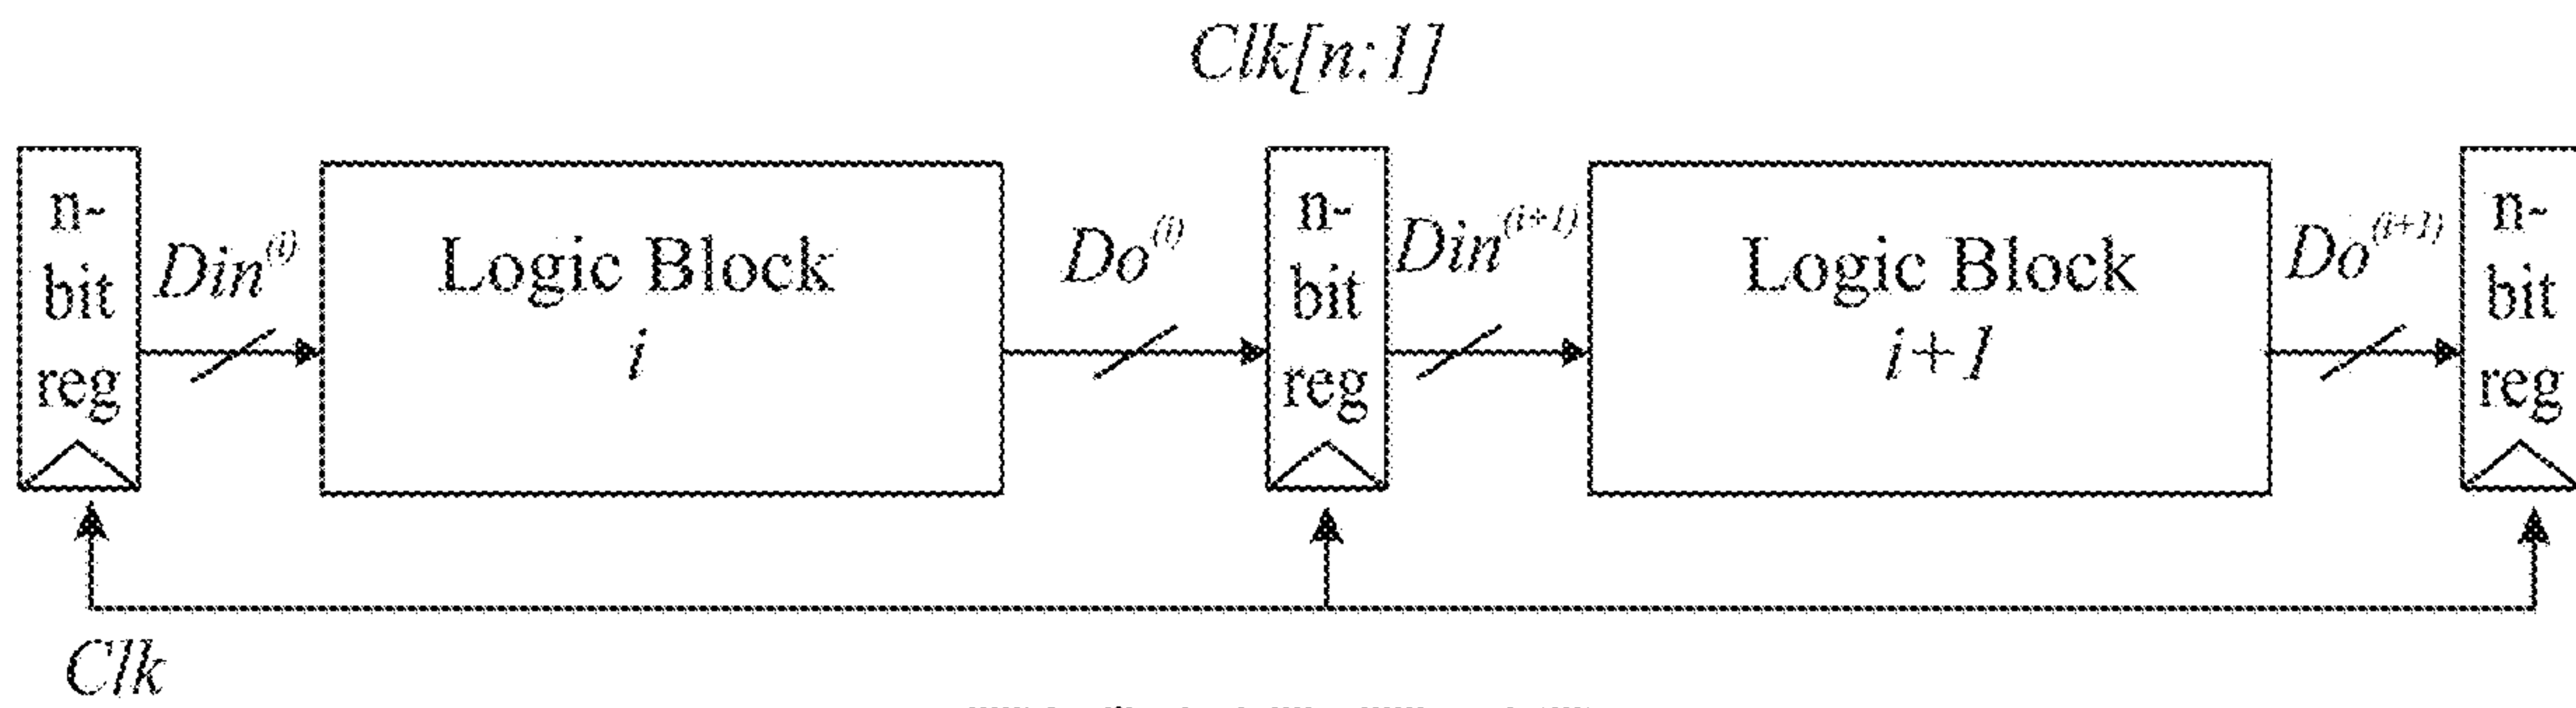 Clk[n:1]
n-
bit
reg
Din^(i)
Logic Block
i
Do^(i)
n-
bit
reg
Din^(i+1)
Logic Block
i+1
Do^(i+1)
n-
bit
reg
Clk